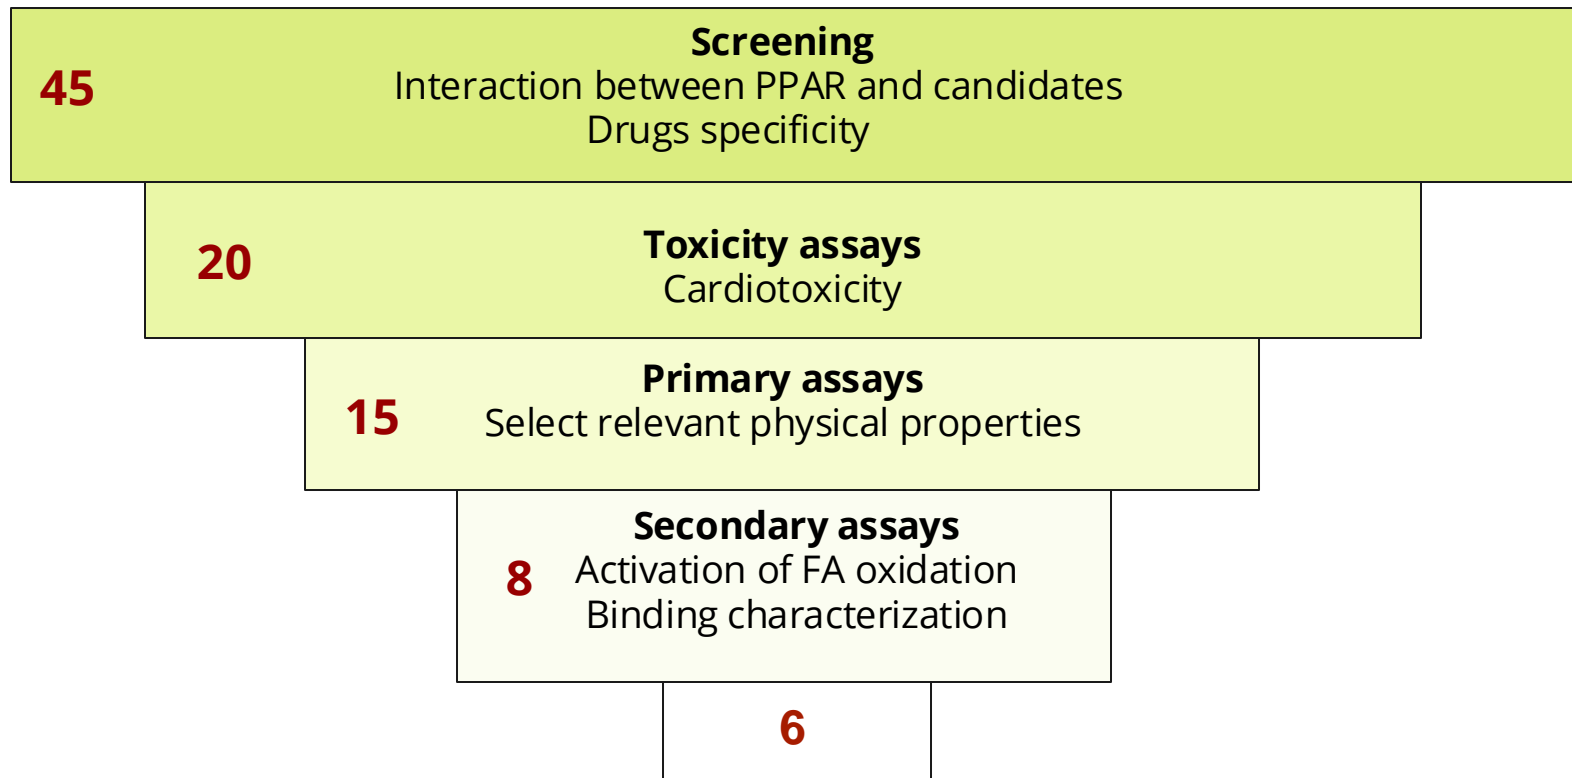 Screening
45
Interaction between PPAR and candidates
Drugs specificity
Toxicity assays
20
Cardiotoxicity
Primary assays
15
Select relevant physical properties
Secondary assays
8
Activation of FA oxidation
Binding characterization
6